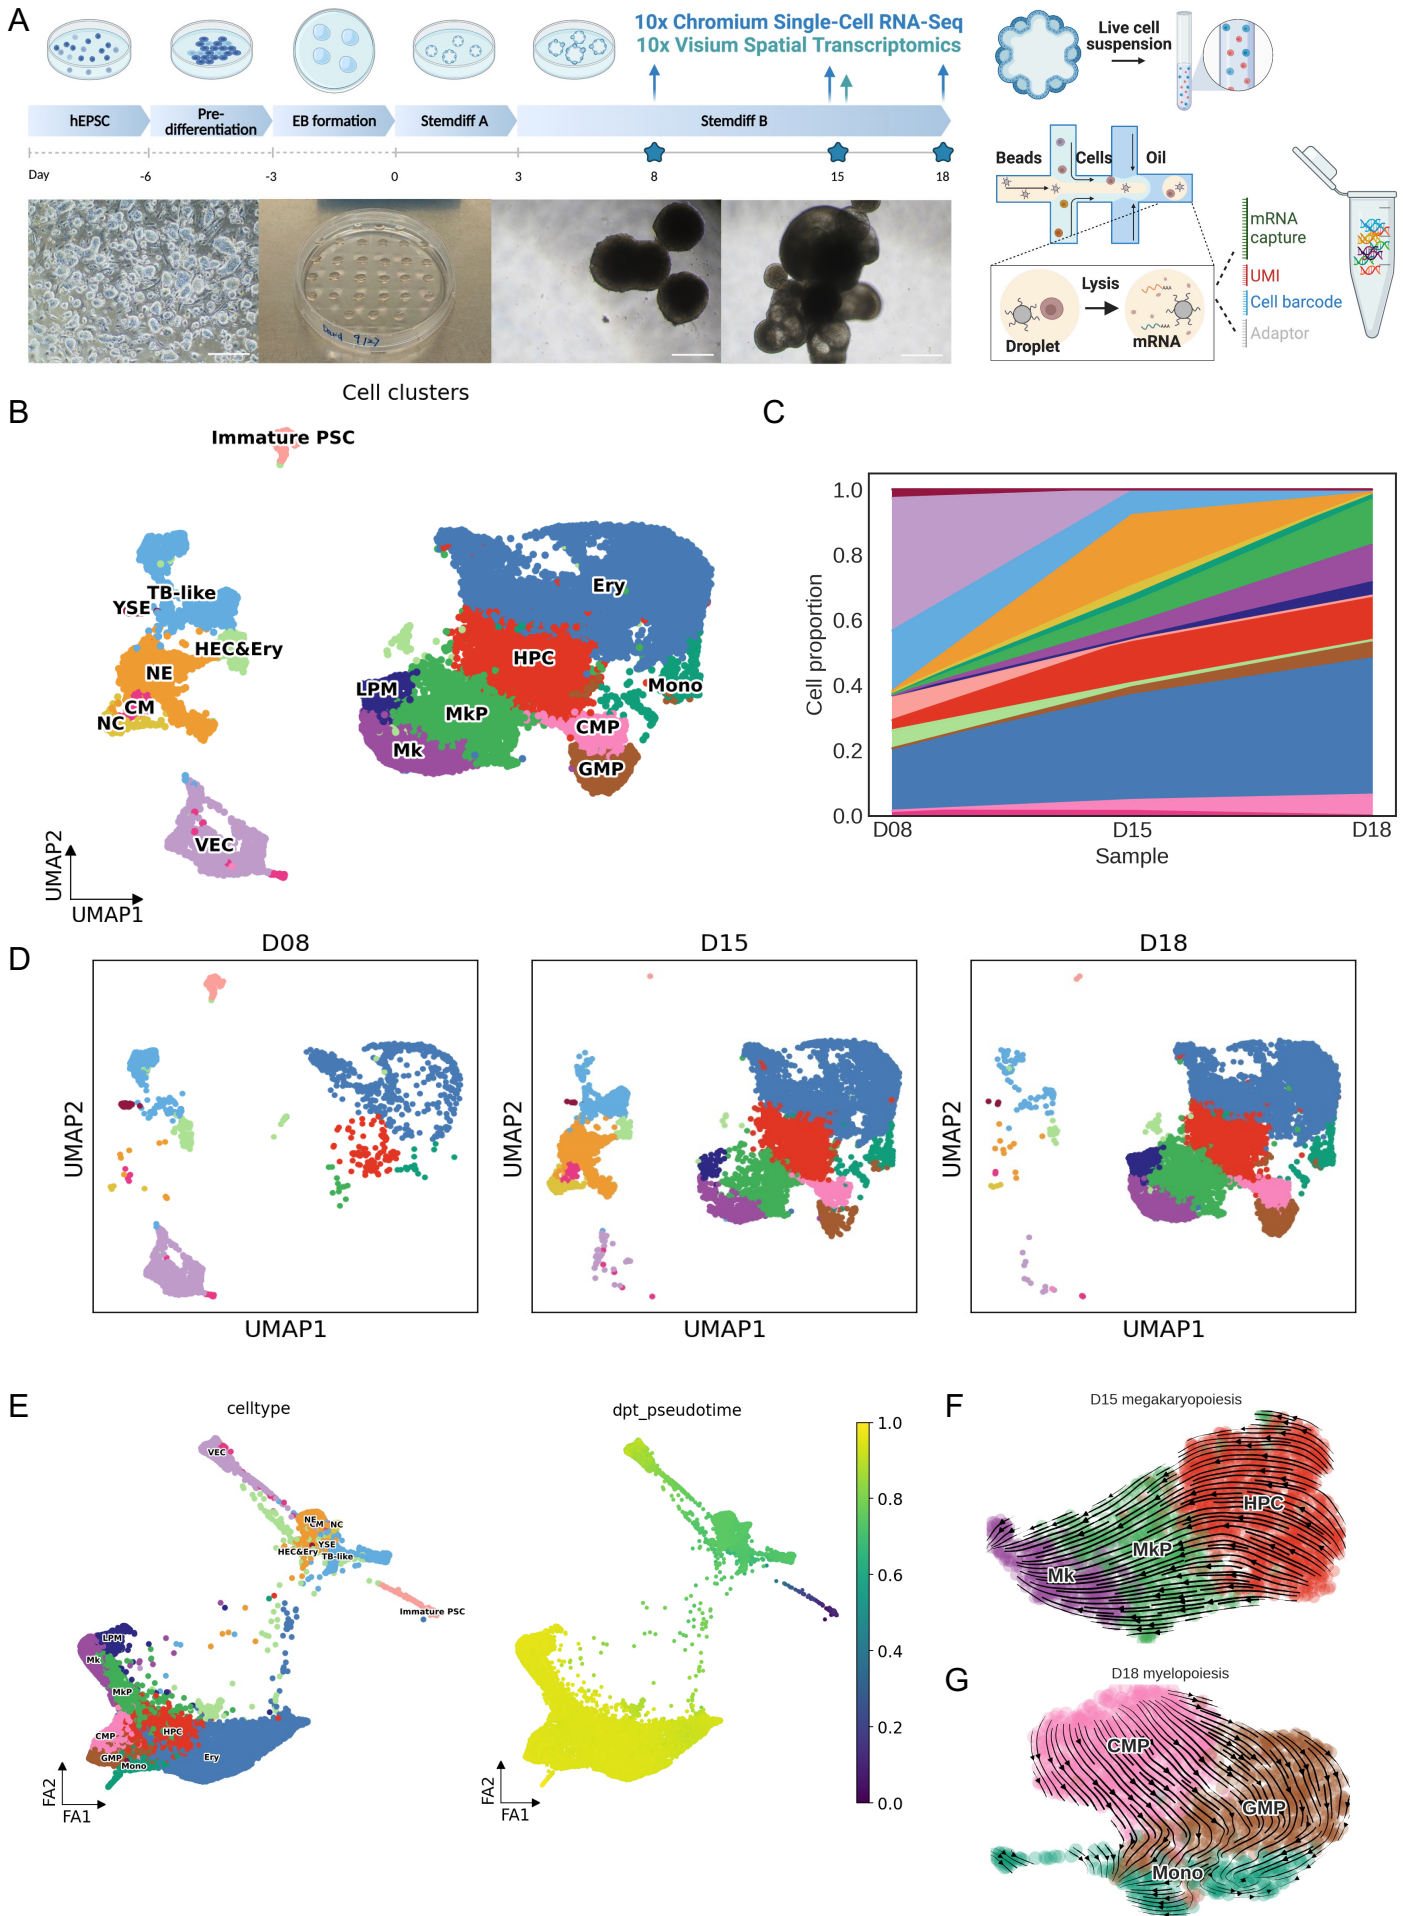 A
10x Chromium Single-Cell RNA-Seq
10x Visium Spatial Transcriptomics
hEPSC
Pre-
differentiation
EB formation
Stemdiff A
Stemdiff B
Day
-6
-3
0
3
8
15
18
Live cell
suspension
Beads
Cells
Oil
Lysis
Droplet
mRNA
AAA
AAA
mRNA
capture
UMI
Cell barcode
Adaptor
B
Cell clusters
Immature PSC
TB-like
YSE
HEC&Ery
NE
CM
NC
VEC
Ery
HPC
LPM
MkP
Mono
Mk
CMP
GMP
UMAP2
UMAP1
C
Cell proportion
1.0
0.8
0.6
0.4
0.2
0.0
D08
D15
D18
Sample
D
D08
UMAP2
UMAP1
D15
UMAP2
UMAP1
D18
UMAP2
UMAP1
E
celltype
VEC
NE
CM
NC
YSE
HEC&Ery
TB-like
Immature PSC
LPM
Mk
MkP
CMP
HPC
GMP
Mono
Ery
FA2
FA1
dpt_pseudotime
FA2
FA1
1.0
0.8
0.6
0.4
0.2
0.0
F
D15 megakaryopoiesis
HPC
MkP
Mk
G
D18 myelopoiesis
CMP
GMP
Mono